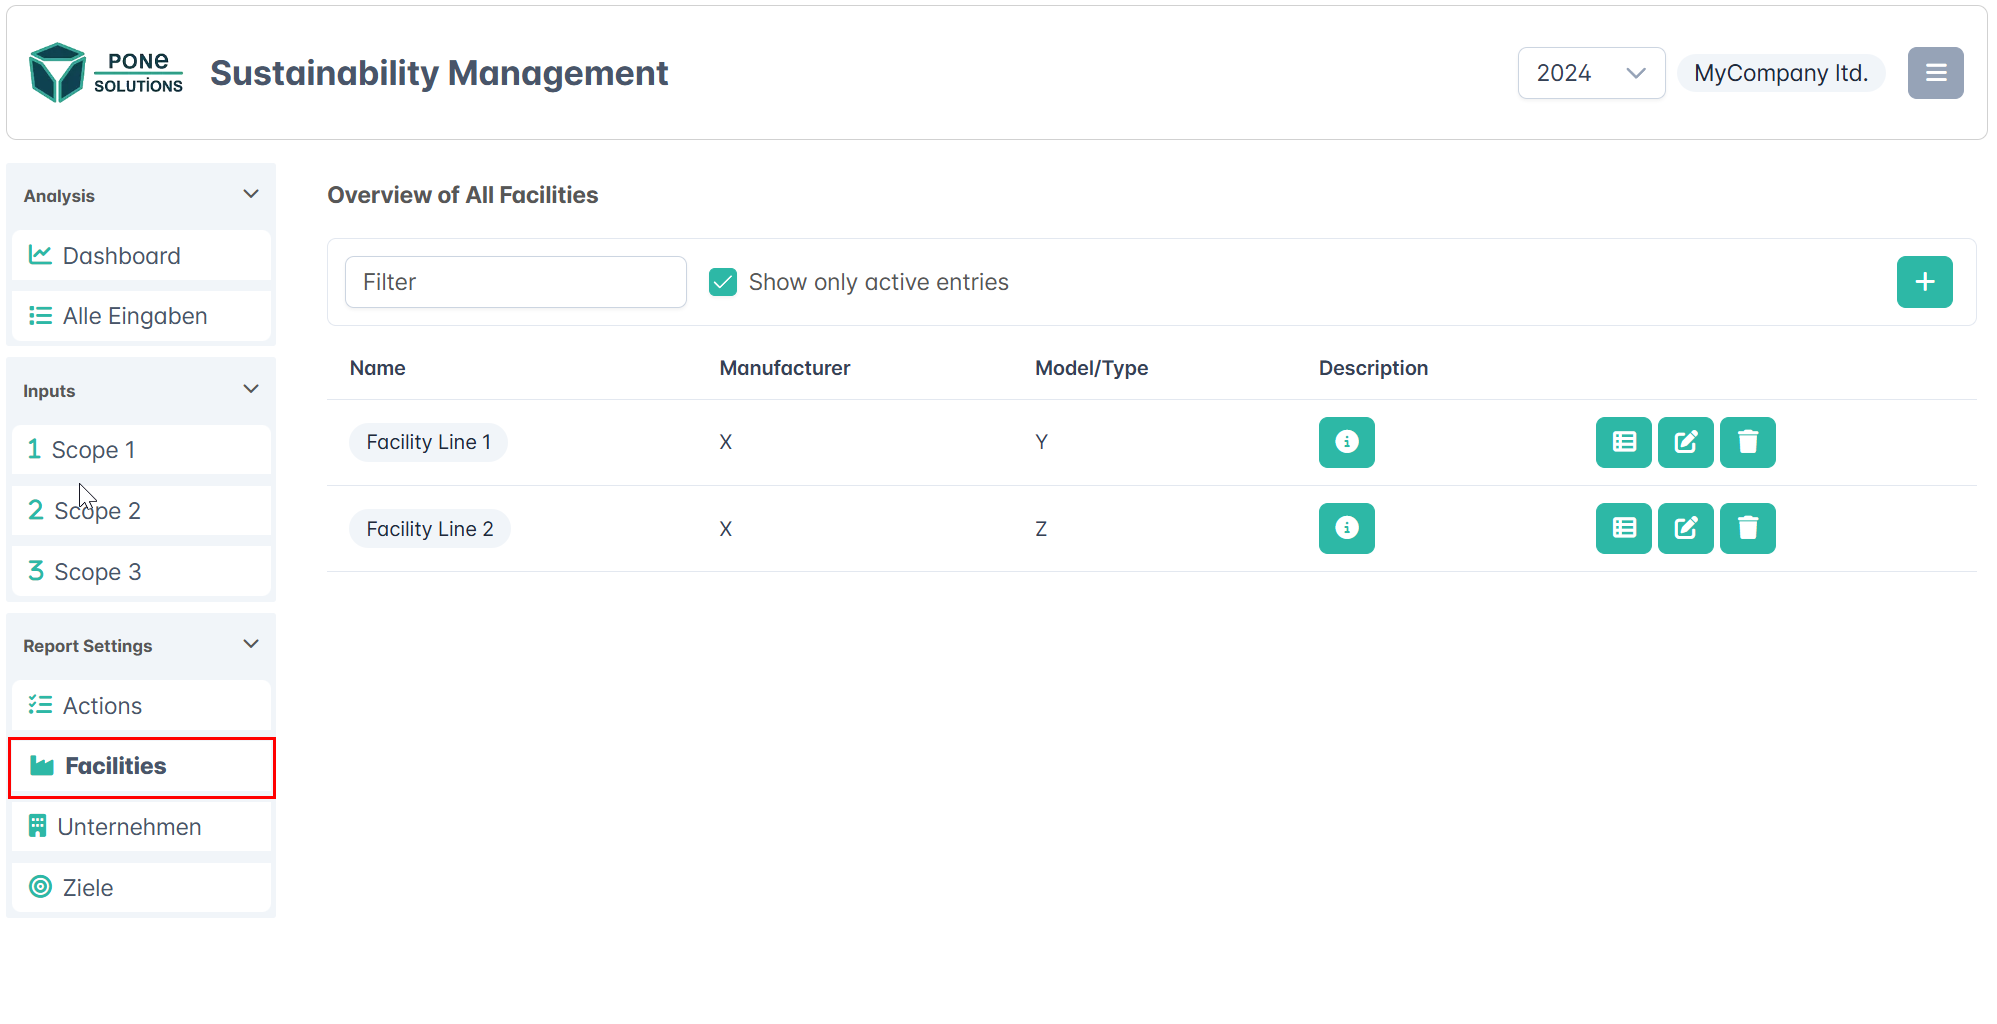 PONE
SOLUTIONS
Sustainability Management
2024
MyCompany ltd.
Analysis
Dashboard
Alle Eingaben
Inputs
1 Scope 1
2 Scope 2
3 Scope 3
Report Settings
Actions
Facilities
Unternehmen
Ziele
Overview of All Facilities
Filter
Show only active entries
Name Manufacturer Model/Type Description
Facility Line 1 X Y
Facility Line 2 X Z